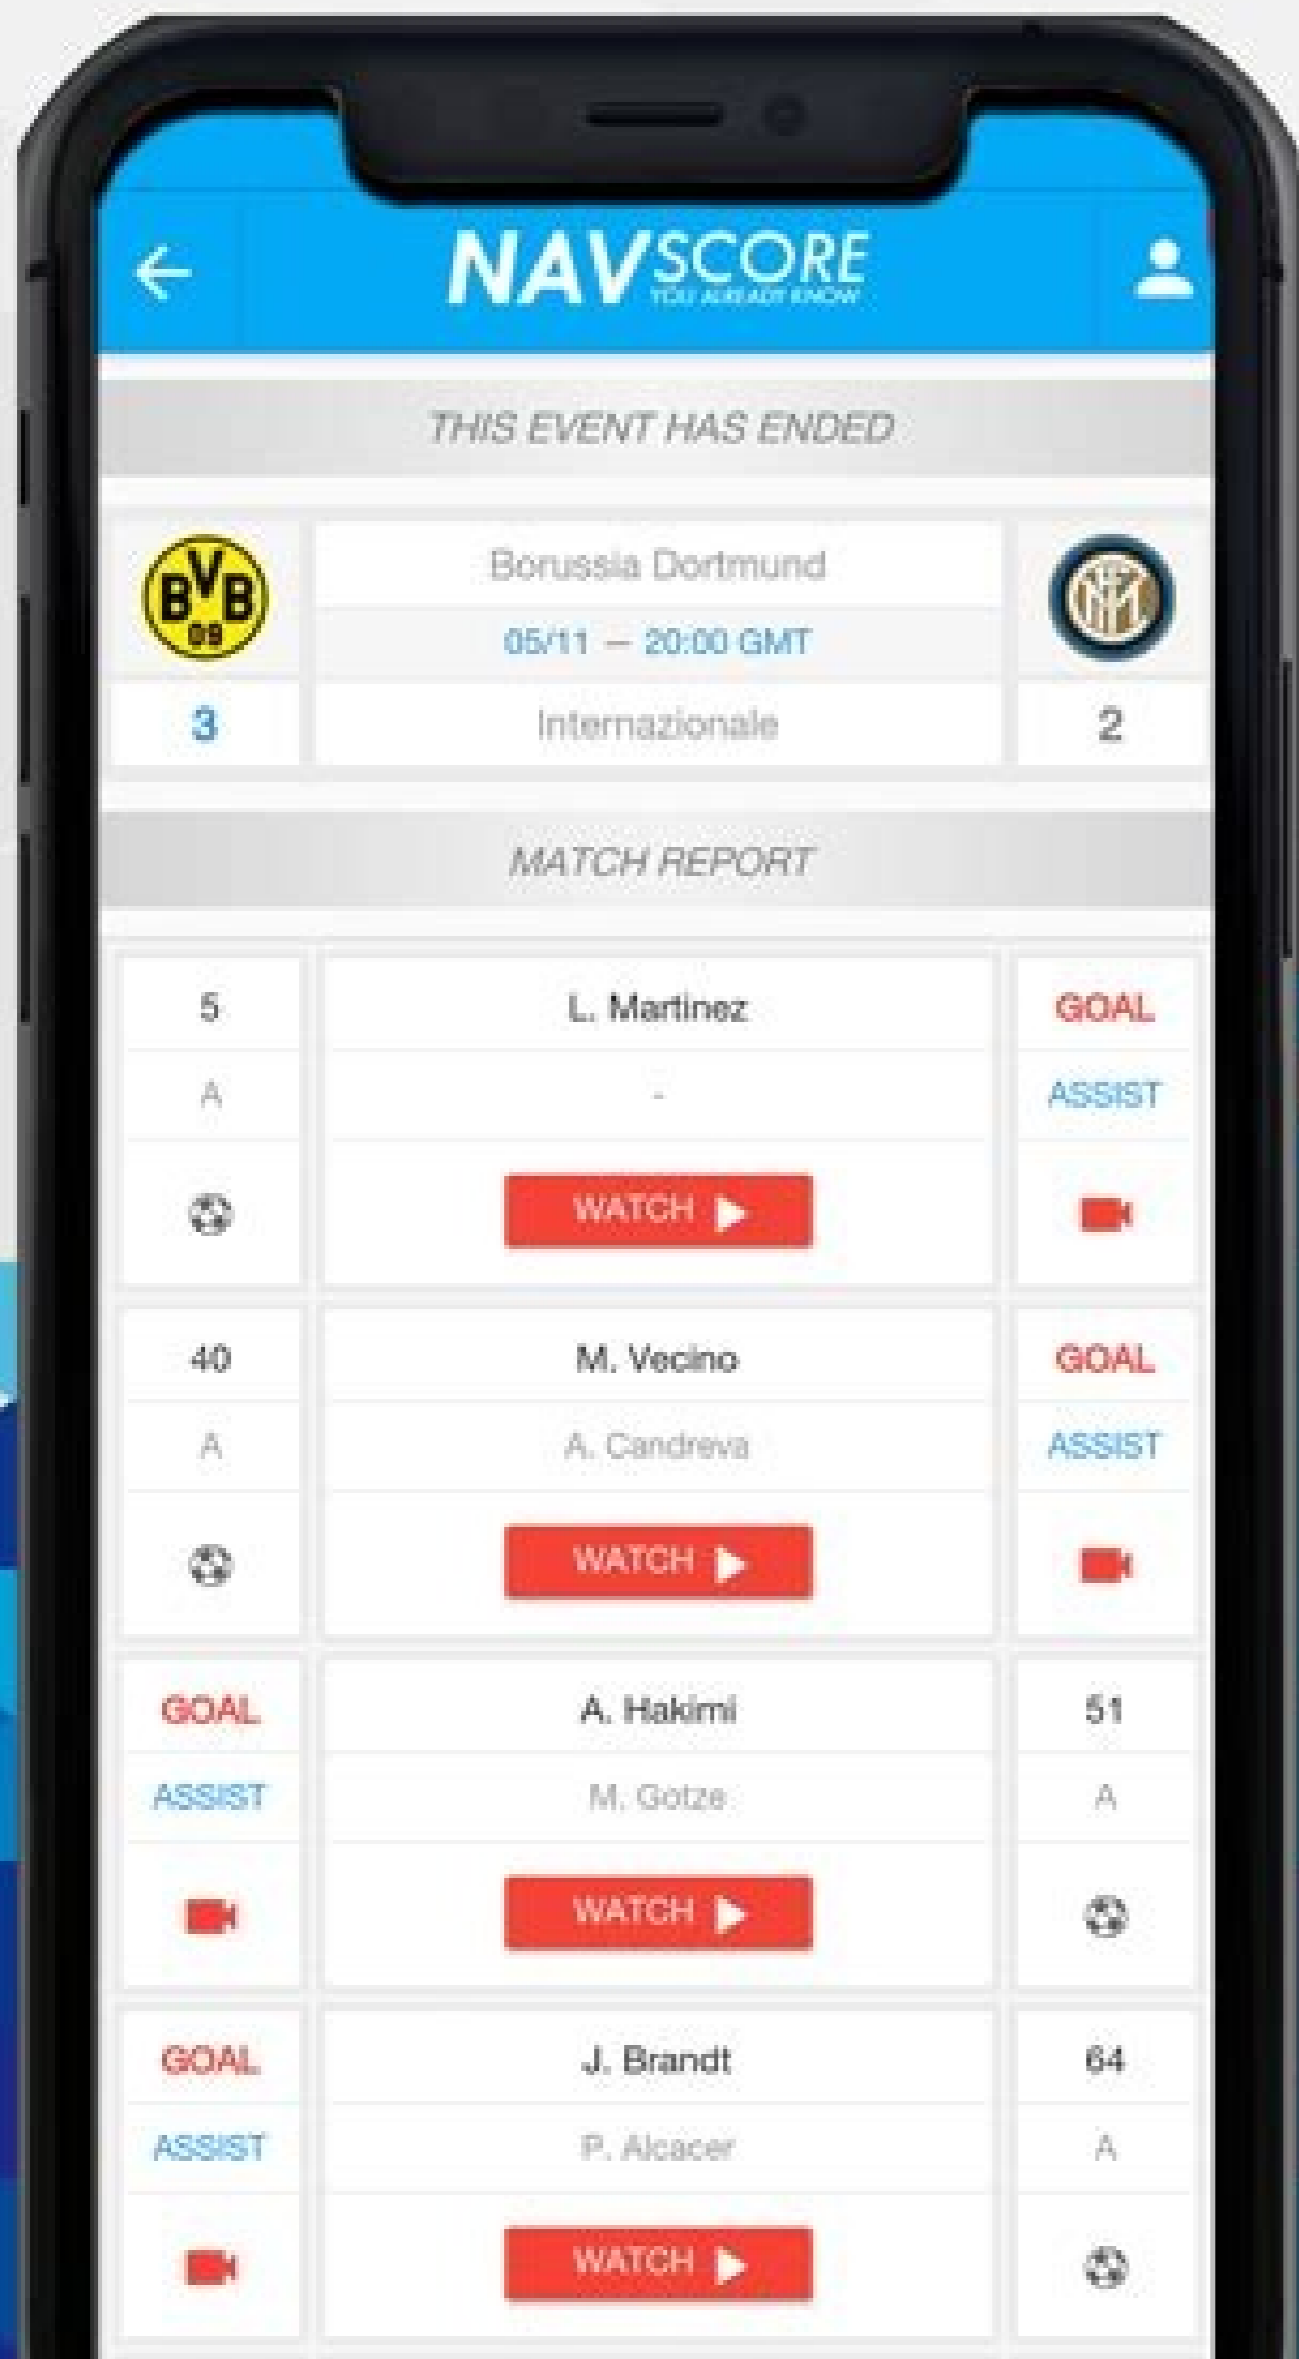 NAVSCORE
YOU ALREADY KNOW
THIS EVENT HAS ENDED
BVB
09
Borussia Dortmund
05/11 – 20:00 GMT
3
Internazionale
2
MATCH REPORT
5
L. Martinez
GOAL
A
-
ASSIST
WATCH
40
M. Vecino
GOAL
A
A. Candreva
ASSIST
WATCH
GOAL
A. Hakimi
51
ASSIST
M. Gotze
A
WATCH
GOAL
J. Brandt
64
ASSIST
P. Alcacer
A
WATCH